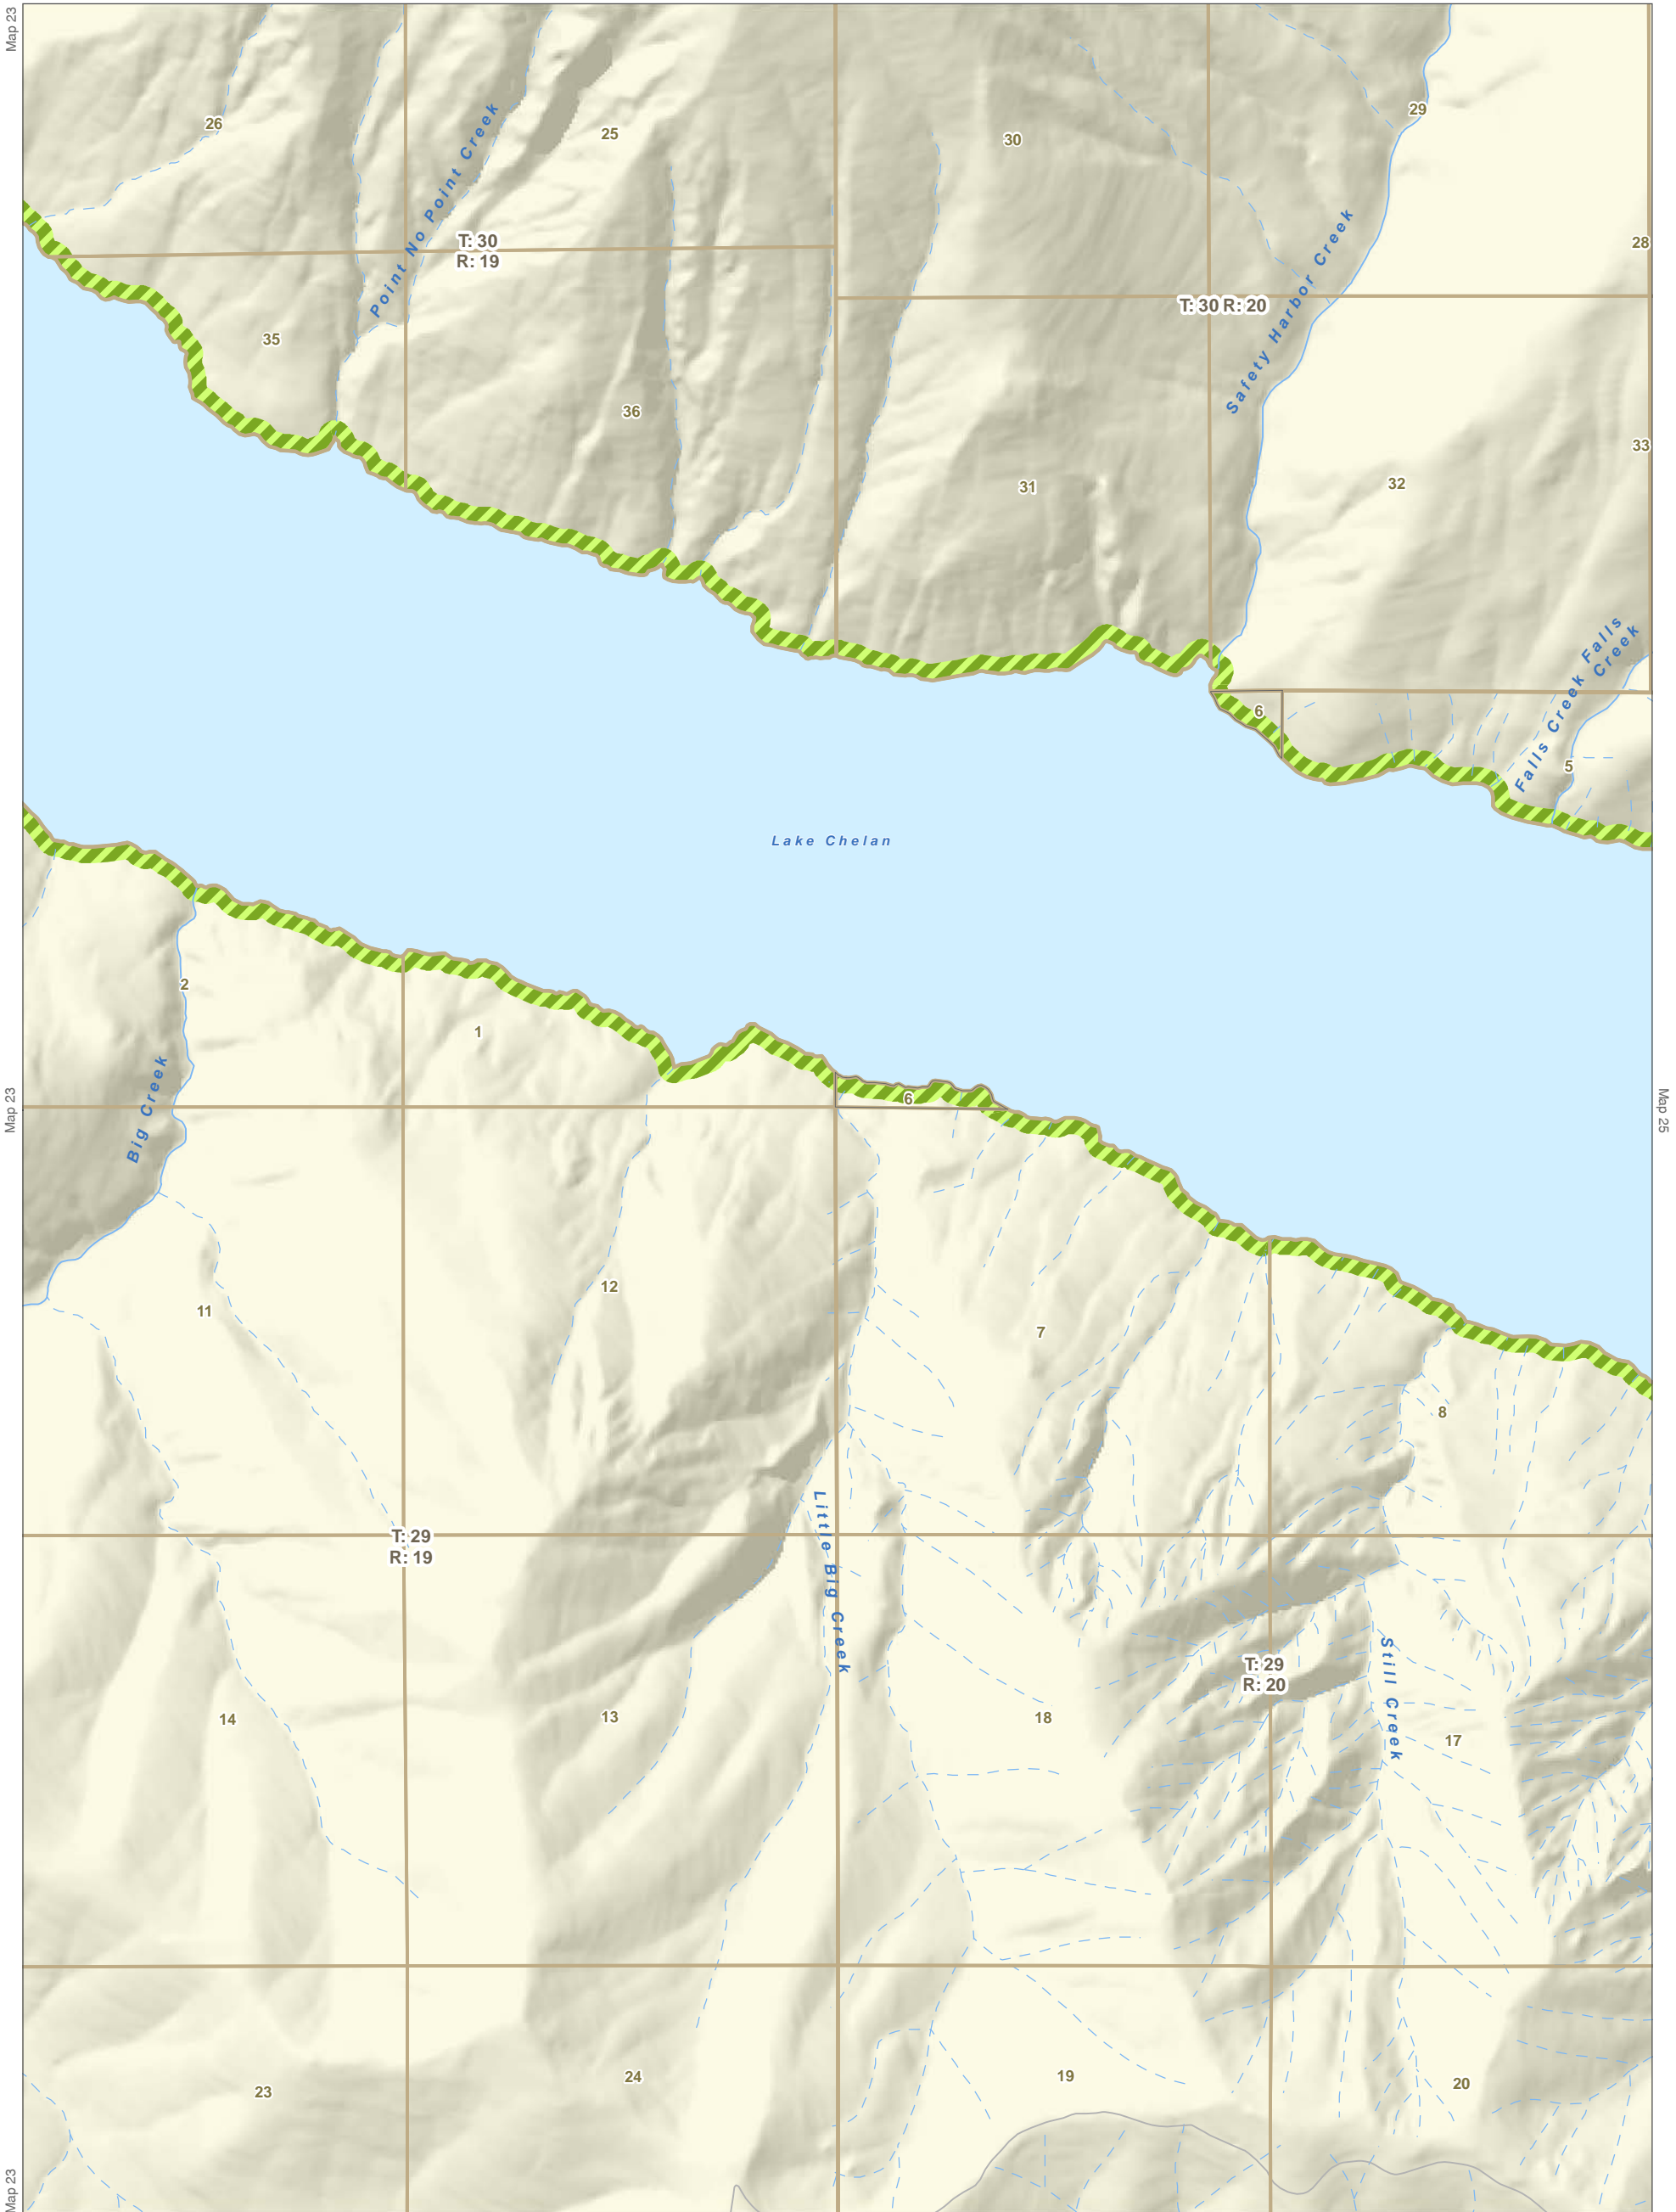 Map 23
26
25
30
29
Point No Point Creek
28
T: 30
R: 19
T: 30 R: 20
Safety Harbor Creek
35
36
33
31
32
Falls Creek Falls
Creek
6
5
Lake Chelan
2
1
Big Creek
6
Map 23
Map 25
12
11
7
8
T: 29
R: 19
Little Big Creek
T: 29
R: 20
Still Creek
14
13
18
17
24
19
23
20
Map 23